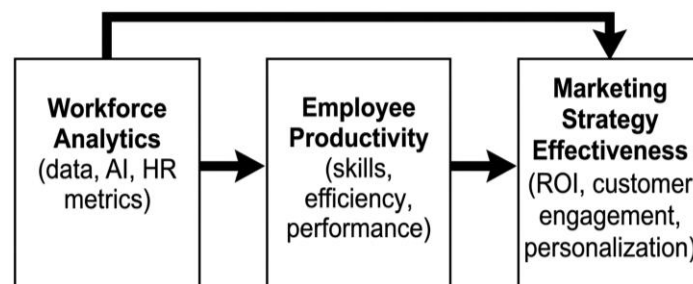 Workforce
Analytics
(data, AI, HR
metrics)
Employee
Productivity
(skills,
efficiency,
performance)
Marketing
Strategy
Effectiveness
(ROI, customer
engagement,
personalization)